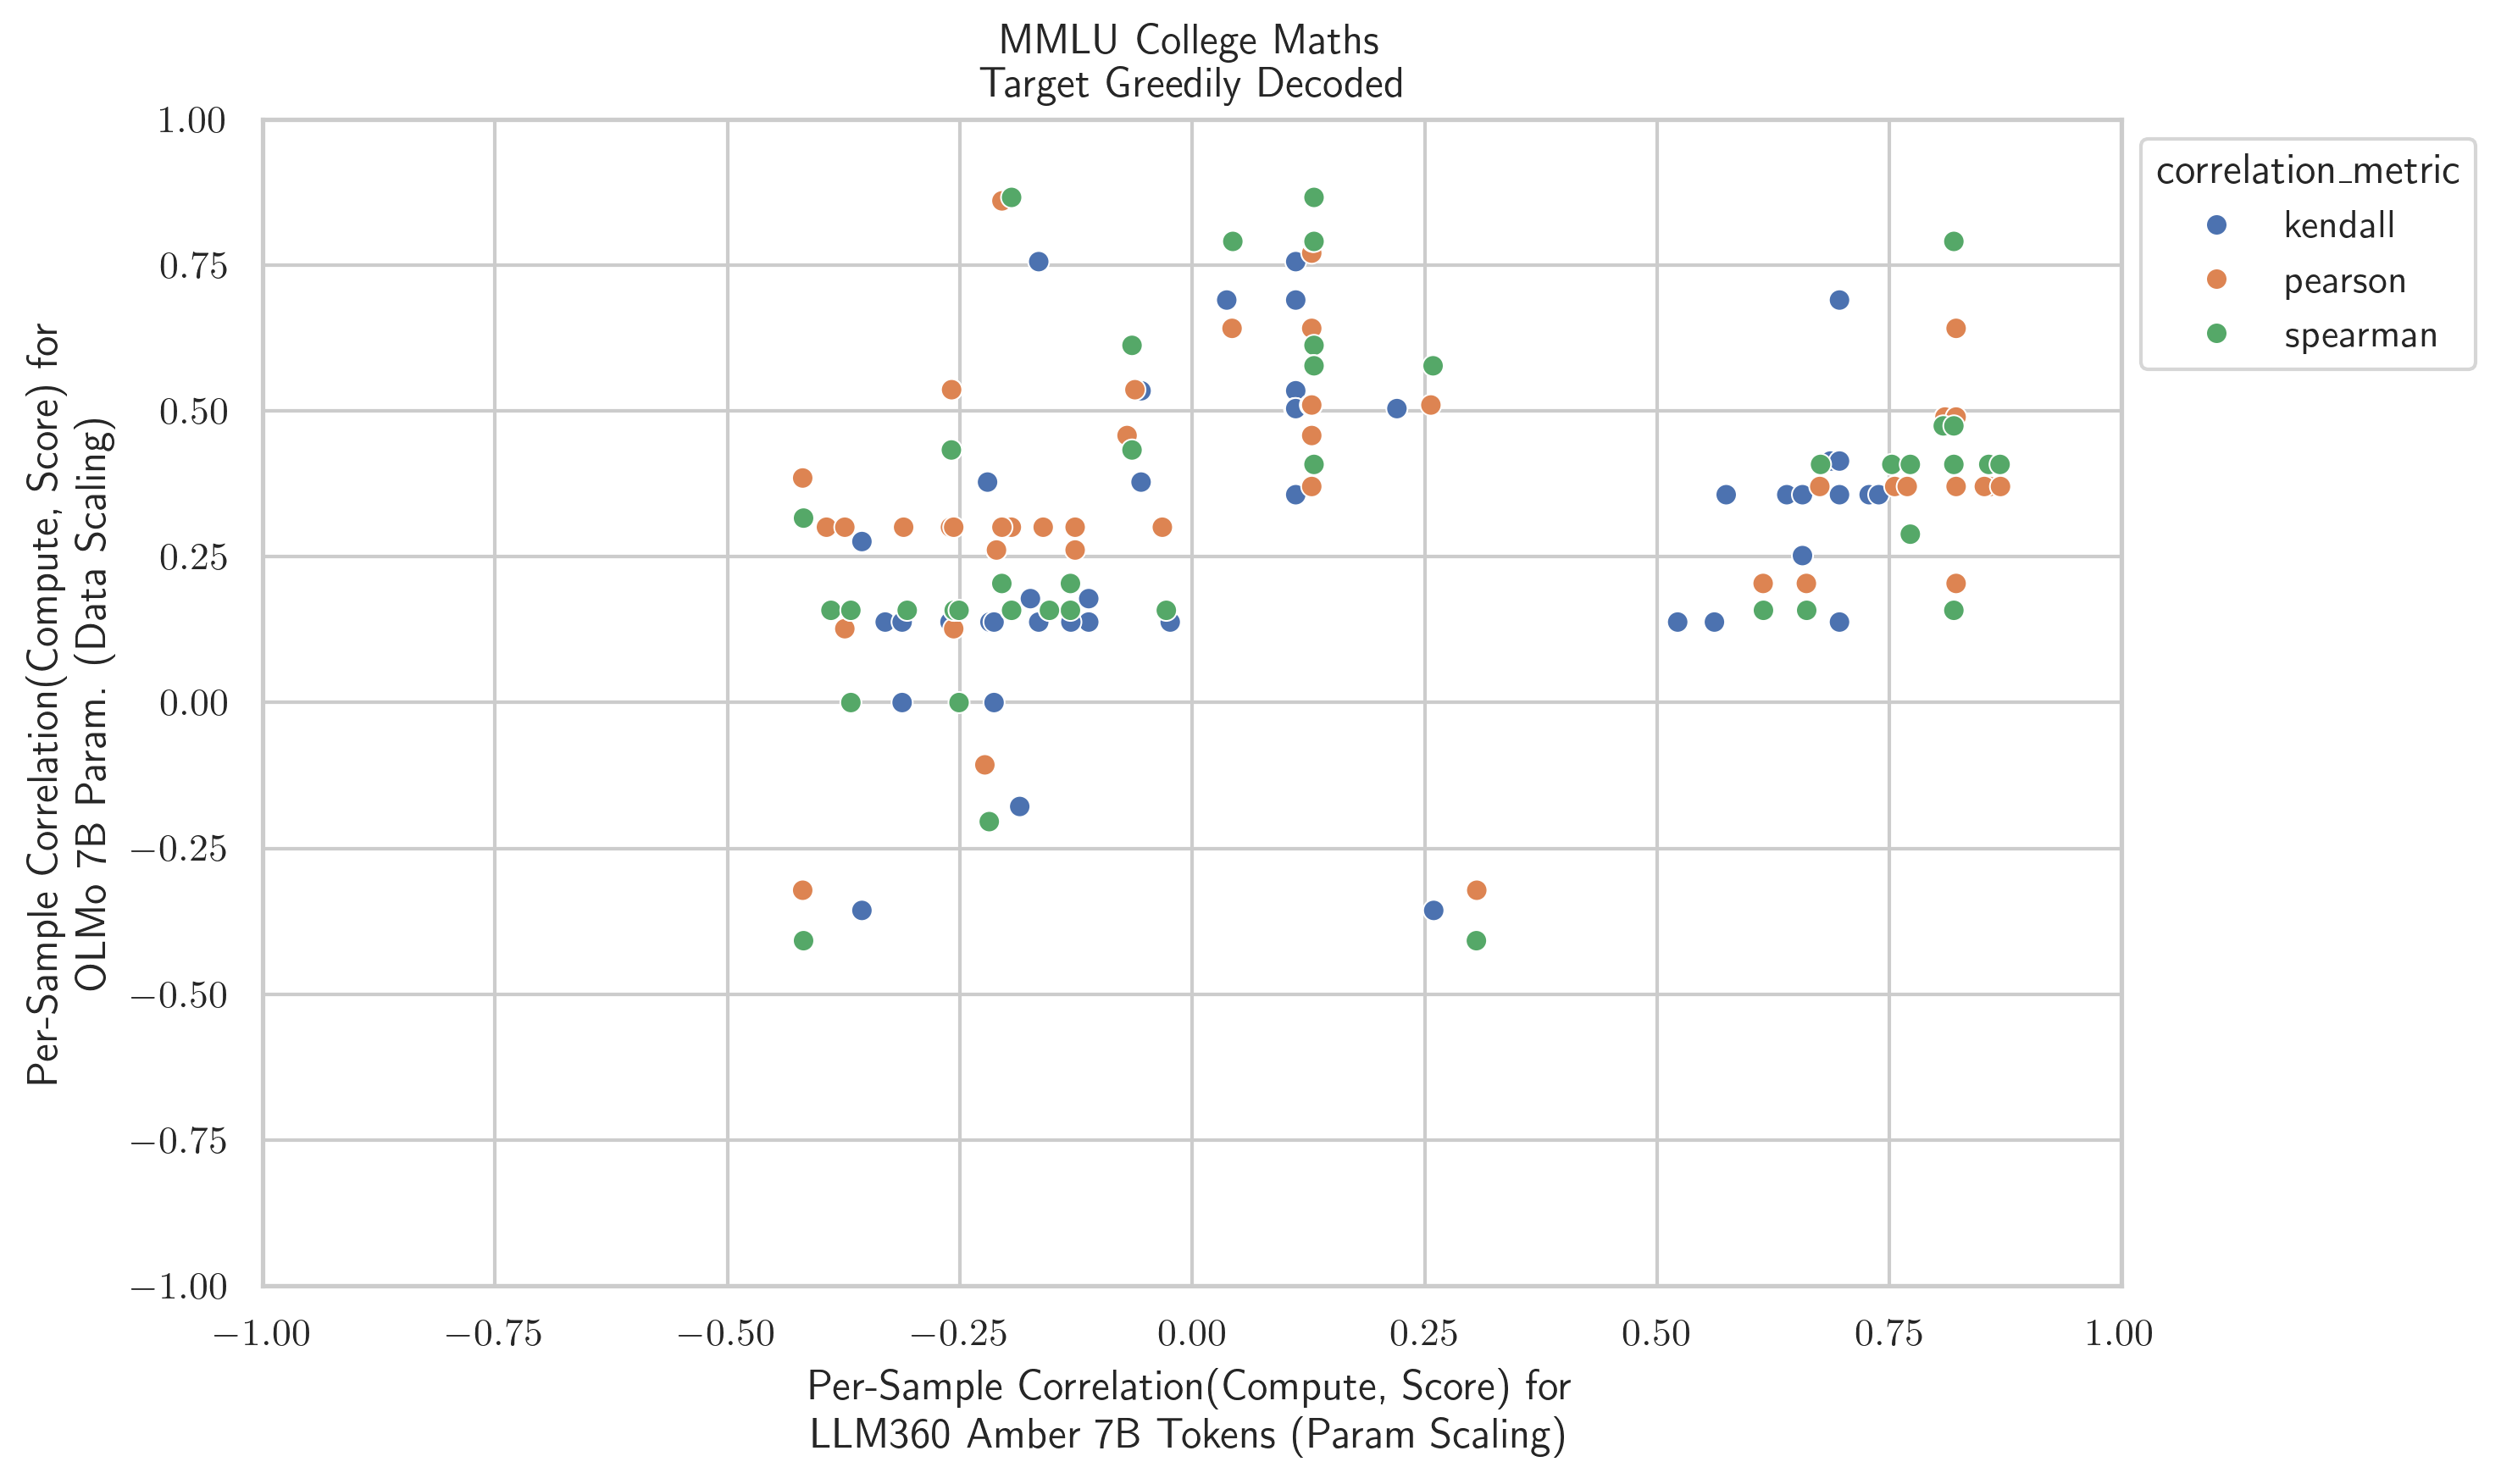 MMLU College Maths
Target Greedily Decoded
Per-Sample Correlation(Compute, Score) for
OLMo 7B Param. (Data Scaling)
1.00
0.75
0.50
0.25
0.00
−0.25
−0.50
−0.75
−1.00
−1.00 −0.75 −0.50 −0.25 0.00 0.25 0.50 0.75 1.00
Per-Sample Correlation(Compute, Score) for
LLM360 Amber 7B Tokens (Param Scaling)
correlation_metric
kendall
pearson
spearman